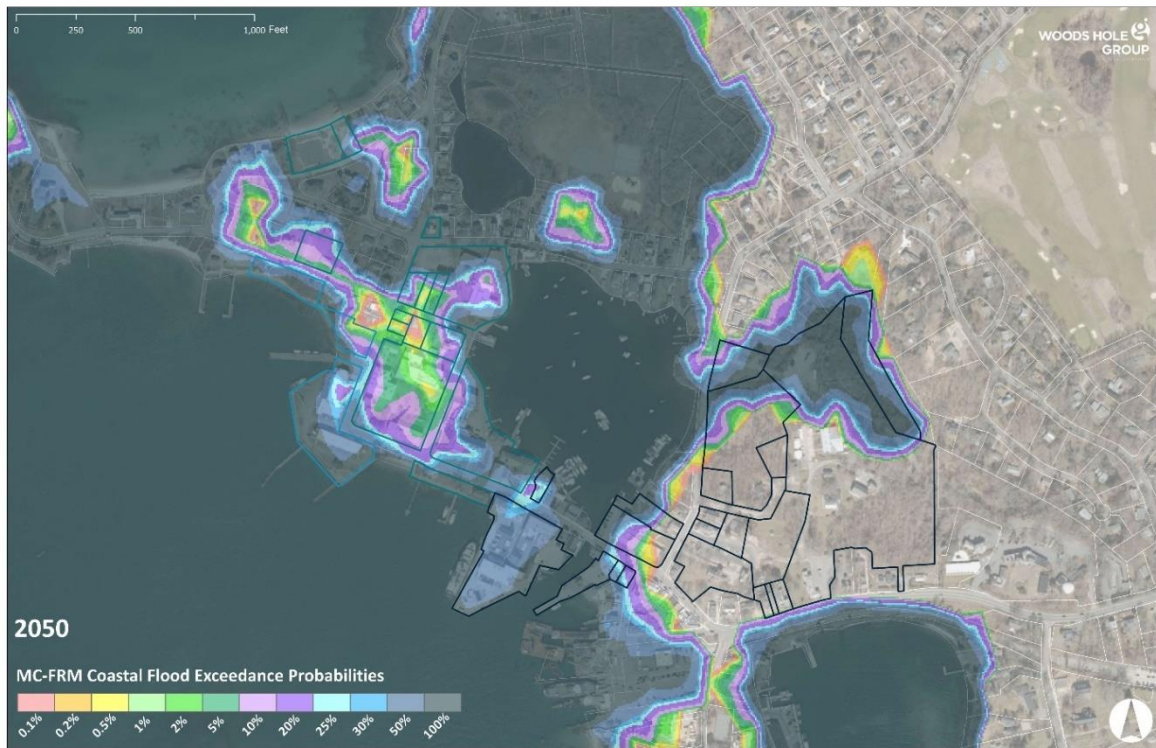 0 250 500 1,000 Feet
WOODS HOLE
GROUP
2050
MC-FRM Coastal Flood Exceedance Probabilities
0.1% 0.2% 0.5% 1% 2% 5% 10% 20% 25% 30% 50% 100%